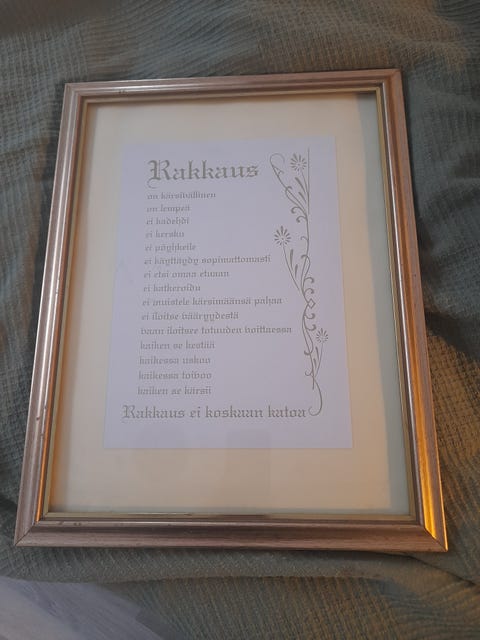 Rakkaus
on kärsivällinen
on lempeä
ei kadehdi
ei kersku
ei pöyhkeile
ei käyttäydy sopimattomasti
ei etsi omaa etuaan
ei katkeroidu
ei muistele kärsimäänsä pahaa
ei iloitse vääryydestä
vaan iloitsee totuuden voittaessa
kaiken se kestää
kaikessa uskoo
kaikessa toivoo
kaiken se kärsii
Rakkaus ei koskaan katoa